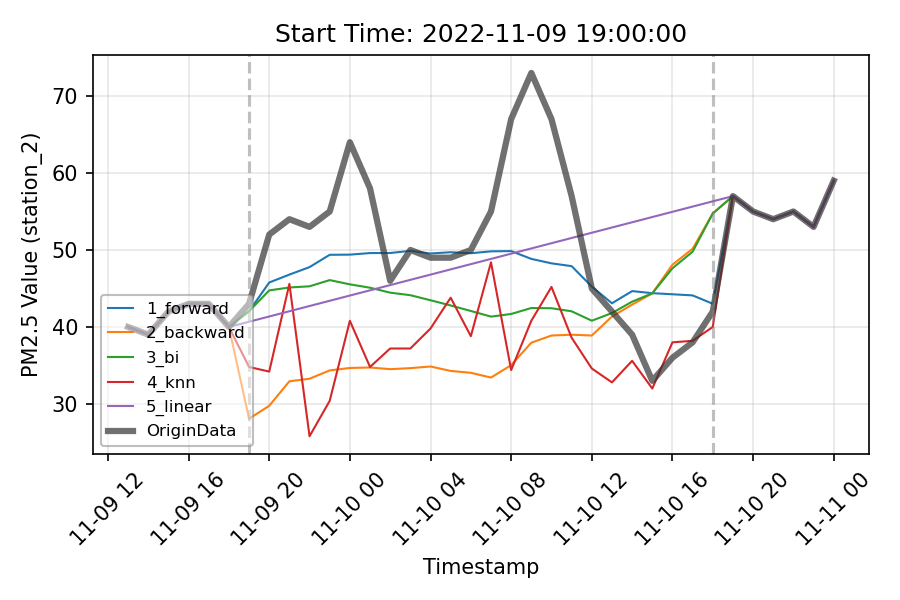 Start Time: 2022-11-09 19:00:00
PM2.5 Value (station_2)
70
60
50
40
30
1_forward
2_backward
3_bi
4_knn
5_linear
OriginData
11-09 12
11-09 16
11-09 20
11-10 00
11-10 04
11-10 08
11-10 12
11-10 16
11-10 20
11-11 00
Timestamp